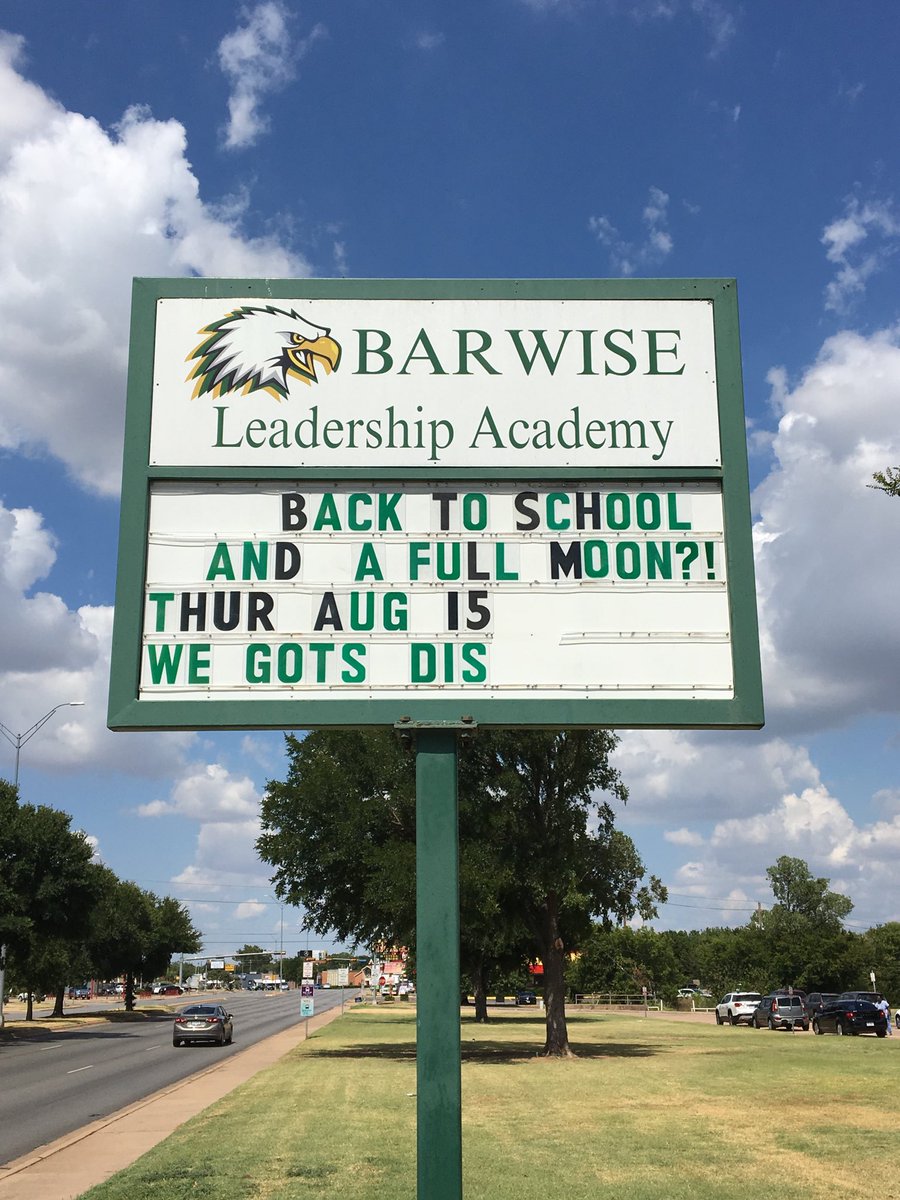 BARWISE
Leadership Academy
BACK TO SCHOOL
AND A FULL MOON?!
THUR AUG 15
WE GOTS DIS